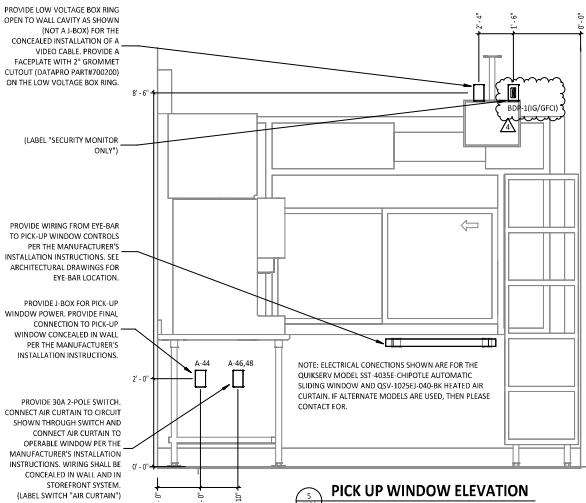 PROVIDE LOW VOLTAGE BOX RING
OPEN TO WALL CAVITY AS SHOWN
(NOT A J-BOX) FOR THE
CONCEALED INSTALLATION OF A
VIDEO CABLE. PROVIDE A
FACEPLATE WITH 2" GROMMET
CUTOUT (DATAPRO PART#700200)
ON THE LOW VOLTAGE BOX RING.
2' - 4"
1' - 6"
0' - 0"
8' - 6"
BDP-1(IG/GFCI)
4
(LABEL "SECURITY MONITOR
ONLY")
PROVIDE WIRING FROM EYE-BAR
TO PICK-UP WINDOW CONTROLS
PER THE MANUFACTURER'S
INSTALLATION INSTRUCTIONS. SEE
ARCHITECTURAL DRAWINGS FOR
EYE-BAR LOCATION.
PROVIDE J-BOX FOR PICK-UP
WINDOW POWER. PROVIDE FINAL
CONNECTION TO PICK-UP
WINDOW CONCEALED IN WALL
PER THE MANUFACTURER'S
INSTALLATION INSTRUCTIONS.
A-44
A-46,48
2' - 0"
NOTE: ELECTRICAL CONECTIONS SHOWN ARE FOR THE
QUIKSERV MODEL SST-4035E-CHIPOTLE AUTOMATIC
SLIDING WINDOW AND QSV-1025EJ-040-BK HEATED AIR
CURTAIN. IF ALTERNATE MODELS ARE USED, THEN PLEASE
CONTACT EOR.
PROVIDE 30A 2-POLE SWITCH.
CONNECT AIR CURTAIN TO CIRCUIT
SHOWN THROUGH SWITCH AND
CONNECT AIR CURTAIN TO
OPERABLE WINDOW PER THE
MANUFACTURER'S INSTALLATION
INSTRUCTIONS. WIRING SHALL BE
CONCEALED IN WALL AND IN
STOREFRONT SYSTEM.
(LABEL SWITCH "AIR CURTAIN")
0' - 0"
5
PICK UP WINDOW ELEVATION